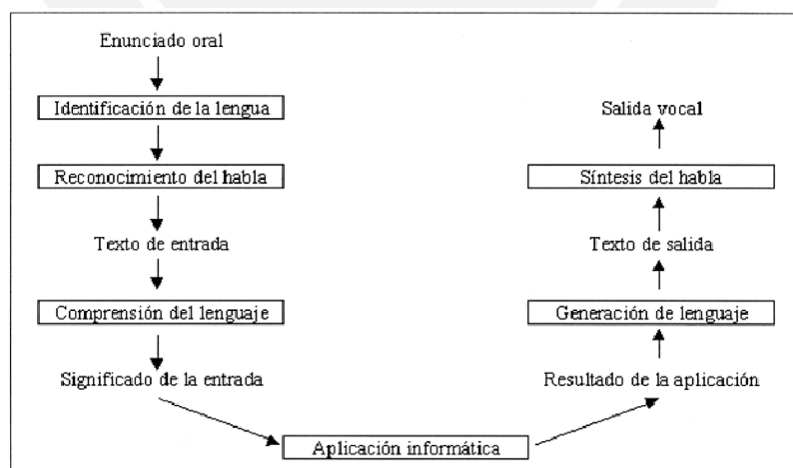 Enunciado oral
Identificación de la lengua
Reconocimiento del habla
Texto de entrada
Comprensión del lenguaje
Significado de la entrada
Aplicación informática
Resultado de la aplicación
Generación de lenguaje
Texto de salida
Síntesis del habla
Salida vocal